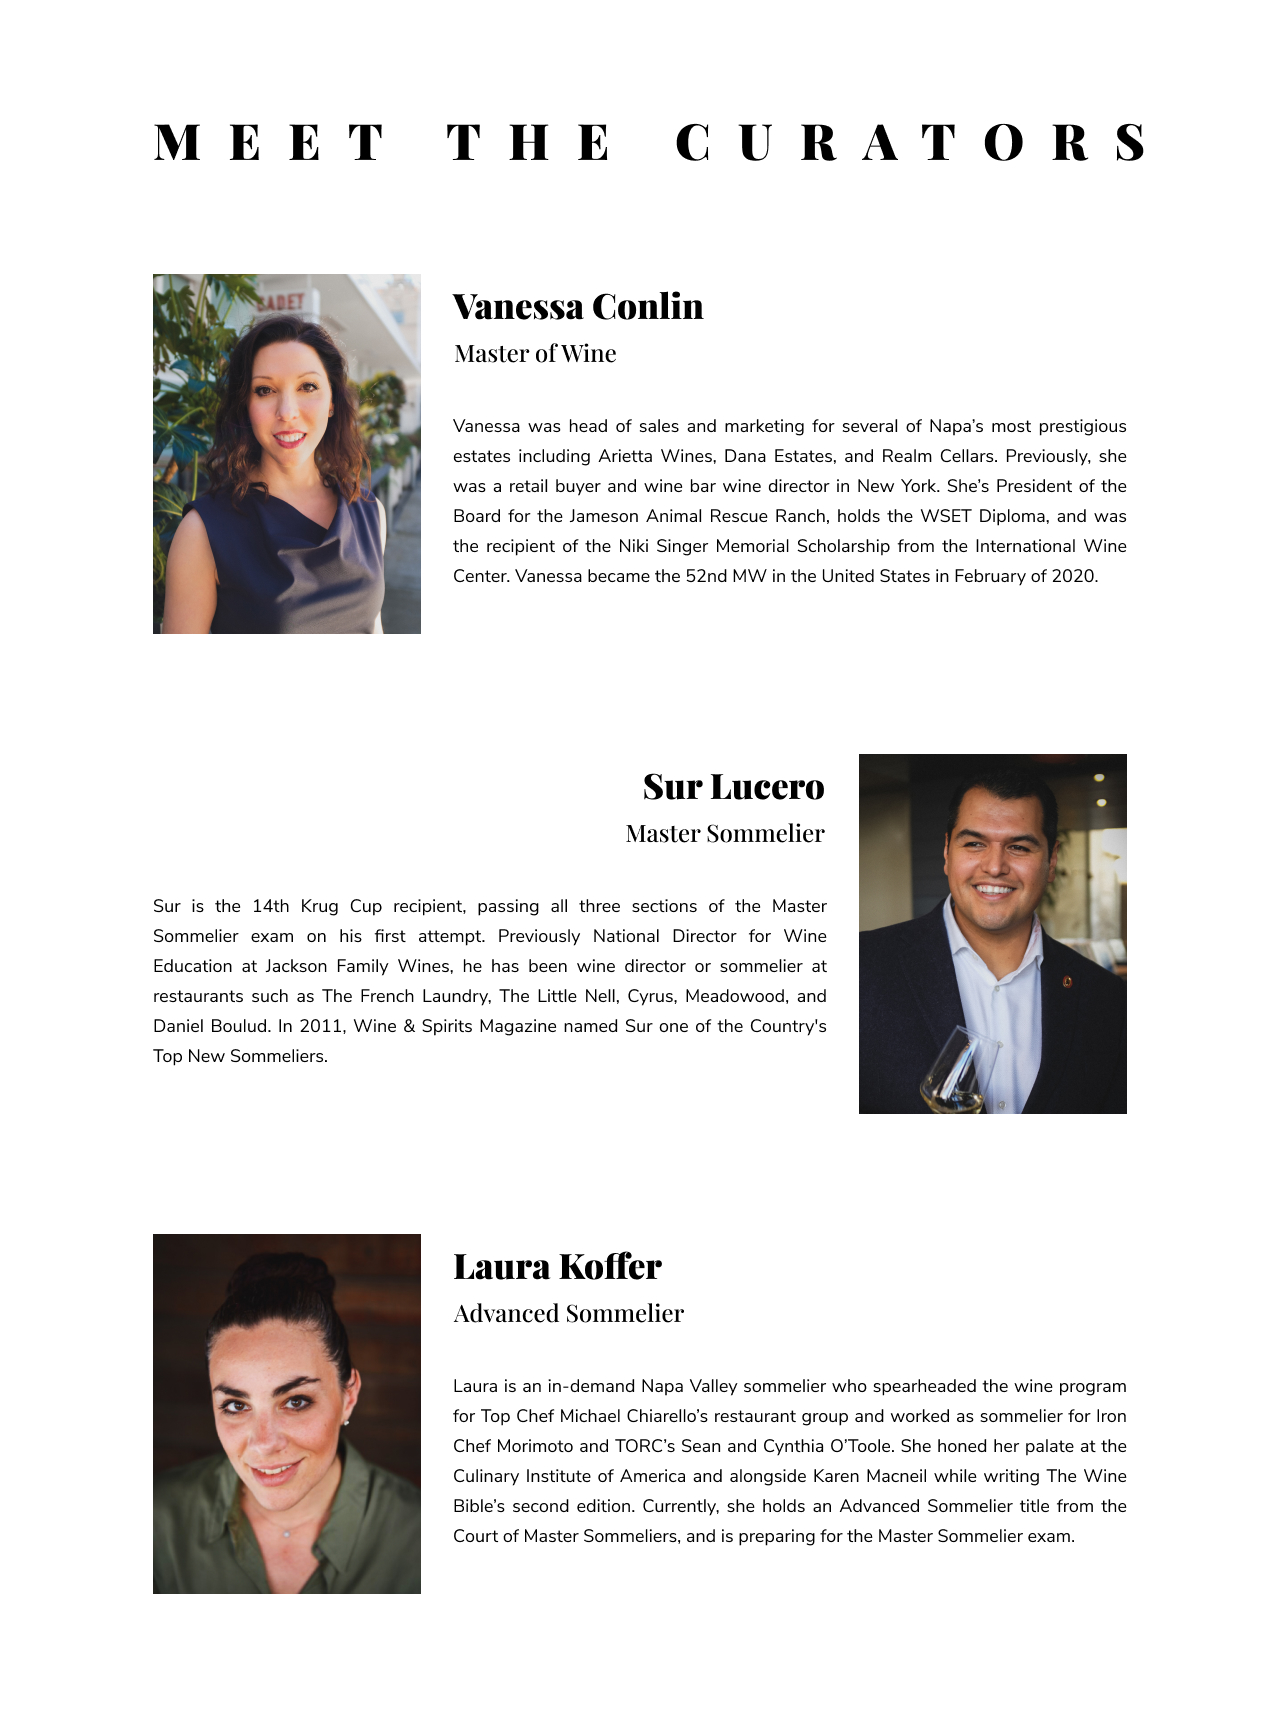 MEET THE CURATORS
CADET
Vanessa Conlin
Master of Wine
Vanessa was head of sales and marketing for several of Napa’s most prestigious
estates including Arietta Wines, Dana Estates, and Realm Cellars. Previously, she
was a retail buyer and wine bar wine director in New York. She’s President of the
Board for the Jameson Animal Rescue Ranch, holds the WSET Diploma, and was
the recipient of the Niki Singer Memorial Scholarship from the International Wine
Center. Vanessa became the 52nd MW in the United States in February of 2020.
Sur Lucero
Master Sommelier
Sur is the 14th Krug Cup recipient, passing all three sections of the Master
Sommelier exam on his first attempt. Previously National Director for Wine
Education at Jackson Family Wines, he has been wine director or sommelier at
restaurants such as The French Laundry, The Little Nell, Cyrus, Meadowood, and
Daniel Boulud. In 2011, Wine & Spirits Magazine named Sur one of the Country's
Top New Sommeliers.
Laura Koffer
Advanced Sommelier
Laura is an in-demand Napa Valley sommelier who spearheaded the wine program
for Top Chef Michael Chiarello’s restaurant group and worked as sommelier for Iron
Chef Morimoto and TORC’s Sean and Cynthia O’Toole. She honed her palate at the
Culinary Institute of America and alongside Karen Macneil while writing The Wine
Bible’s second edition. Currently, she holds an Advanced Sommelier title from the
Court of Master Sommeliers, and is preparing for the Master Sommelier exam.